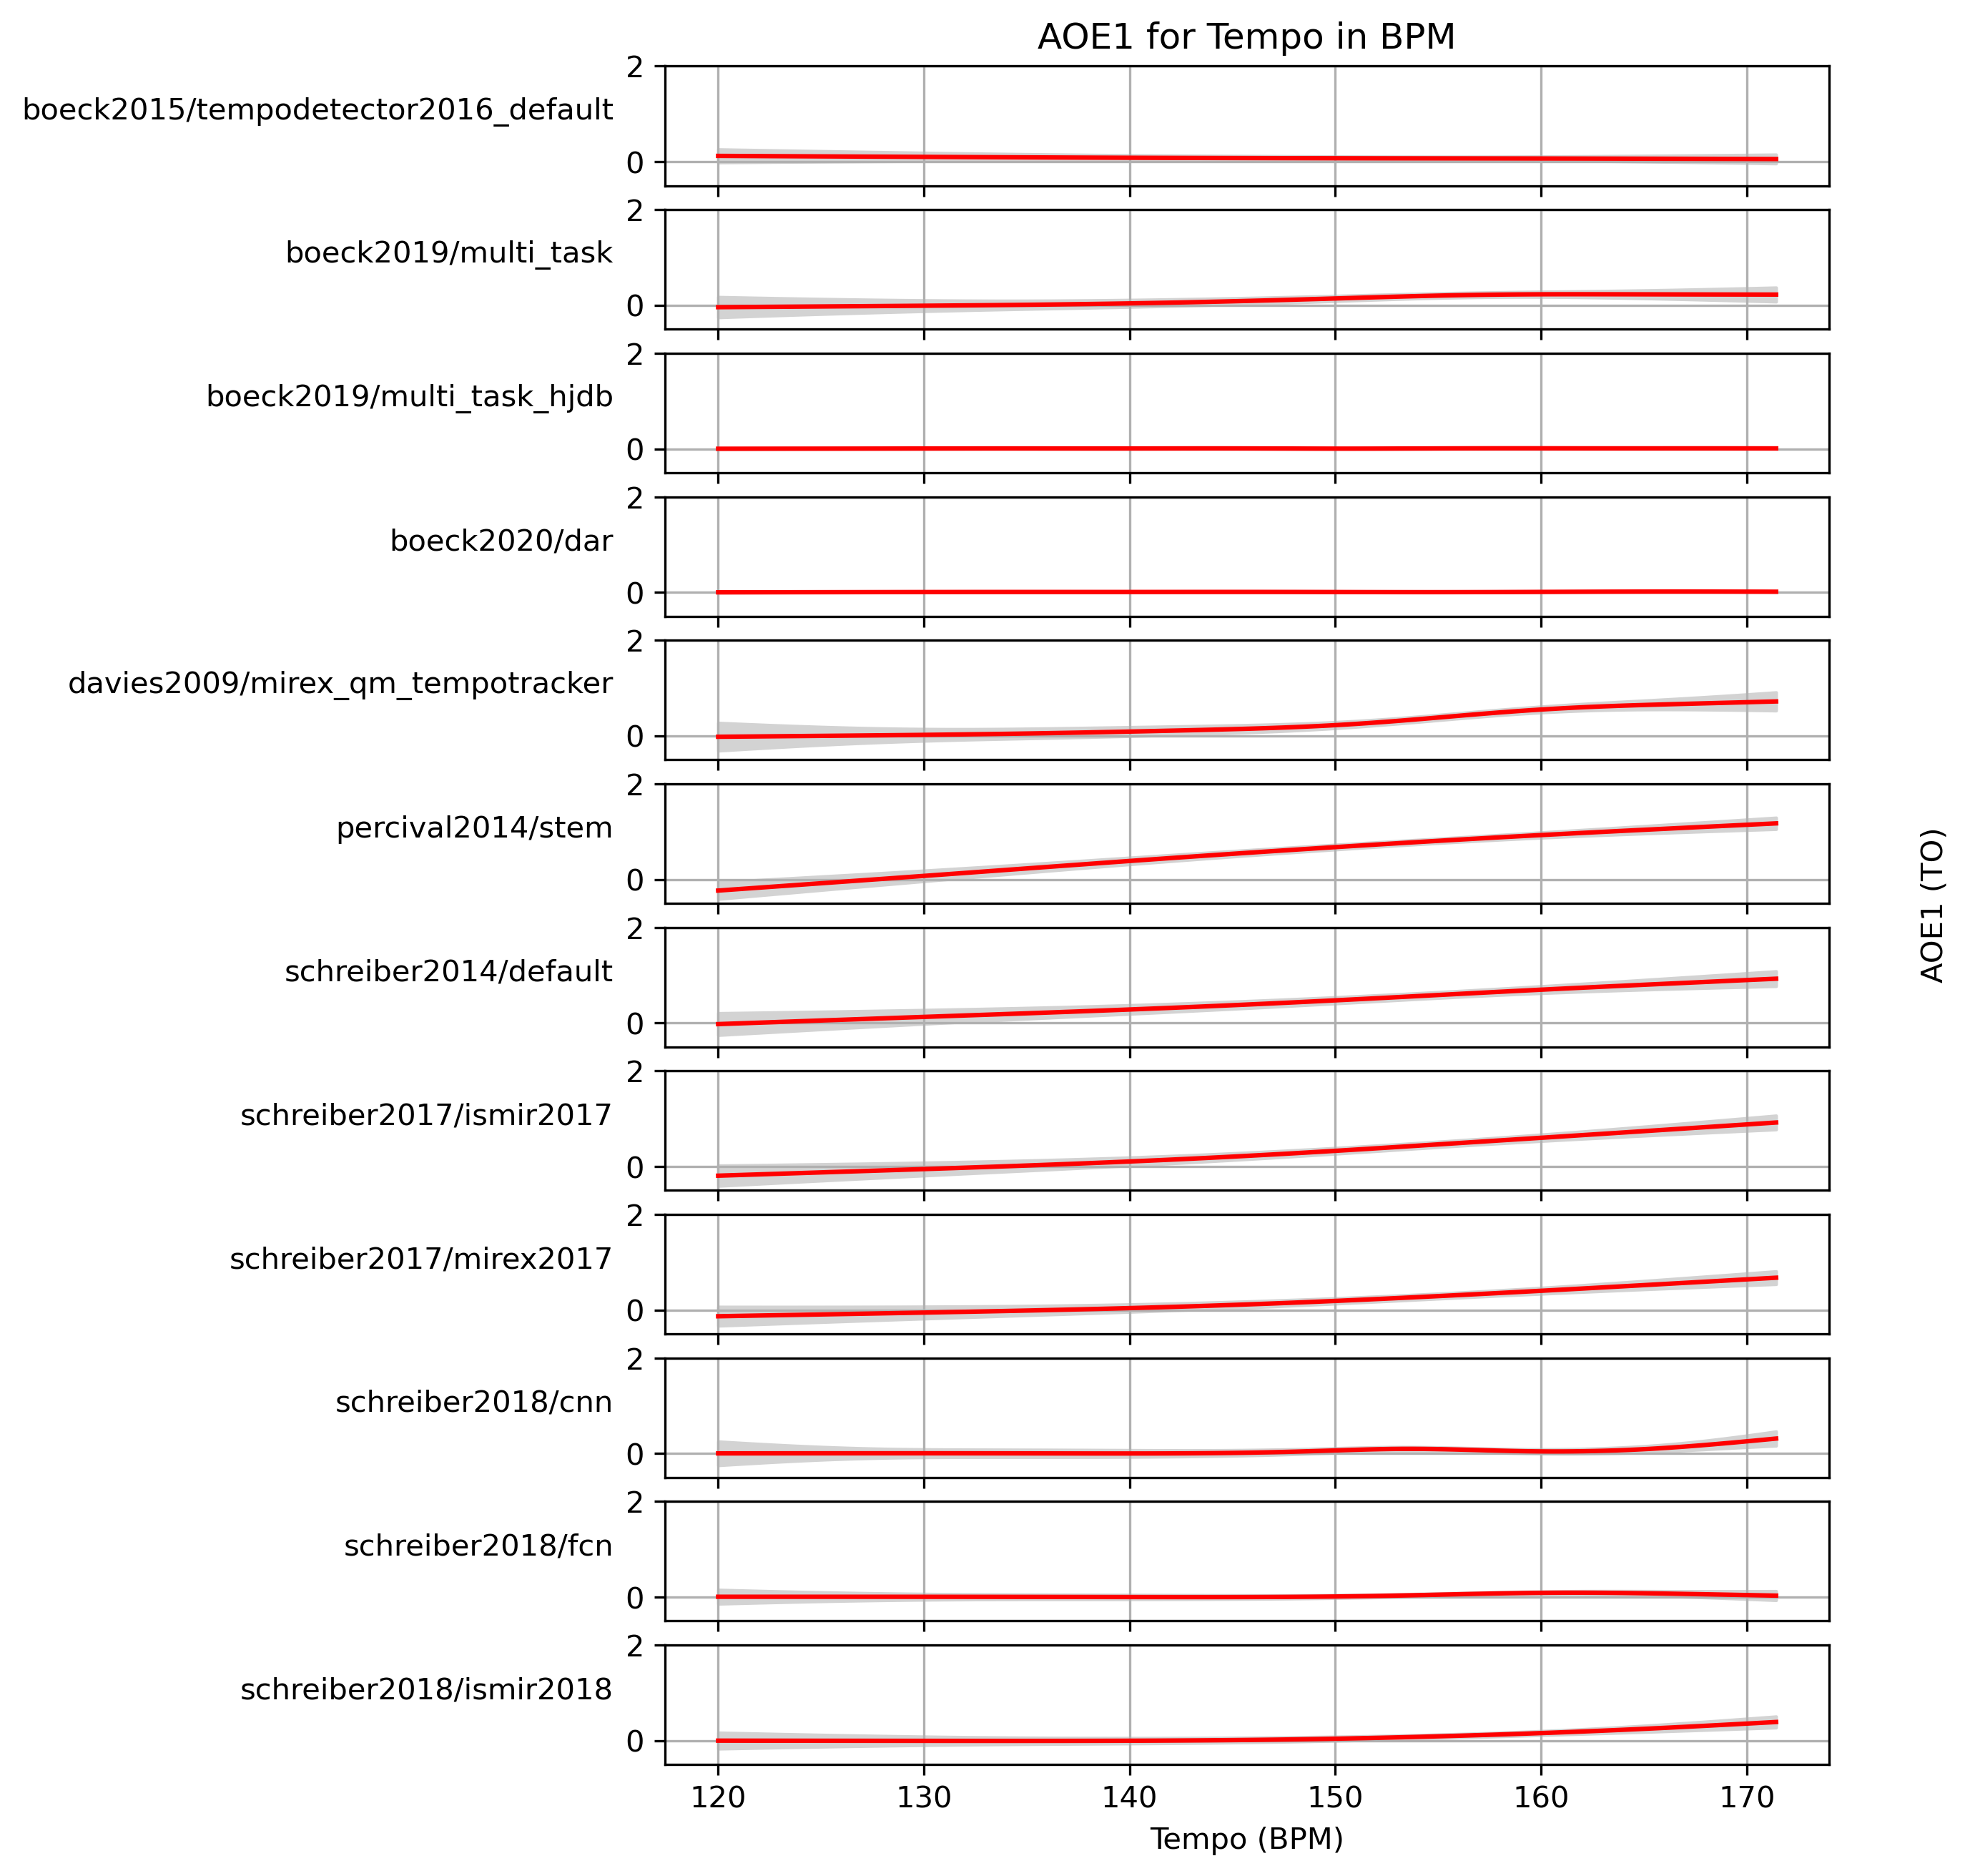 AOE1 for Tempo in BPM
2
boeck2015/tempodetector2016_default
0
2
boeck2019/multi_task
0
2
boeck2019/multi_task_hjdb
0
2
boeck2020/dar
0
2
davies2009/mirex_qm_tempotracker
0
2
percival2014/stem
0
2
schreiber2014/default
0
2
schreiber2017/ismir2017
0
2
schreiber2017/mirex2017
0
2
schreiber2018/cnn
0
2
schreiber2018/fcn
0
2
schreiber2018/ismir2018
0
120 130 140 150 160 170
Tempo (BPM)
AOE1 (TO)